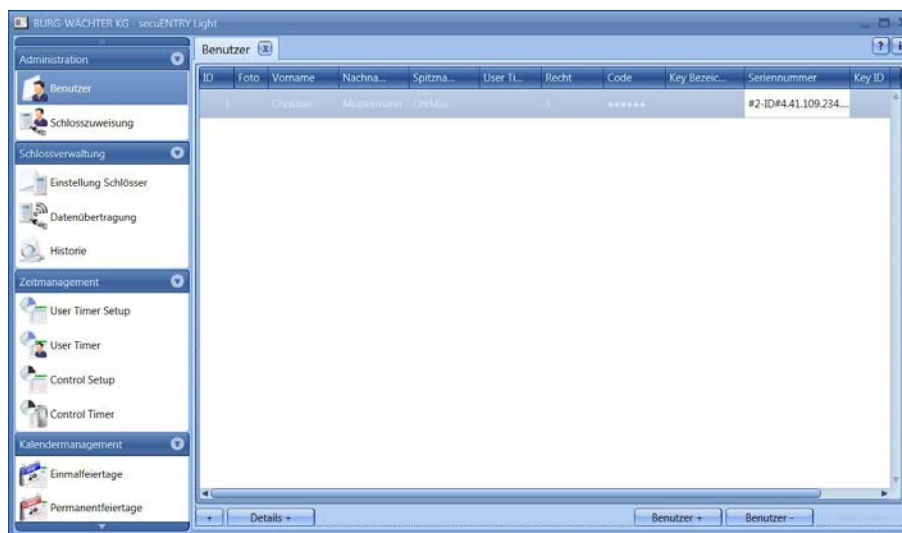 BURG-WÄCHTER KG - secuENTRY Light
Administration
Benutzer
Schlosszuweisung
Schlossverwaltung
Einstellung Schlösser
Datenübertragung
Historie
Zeitmanagement
User Timer Setup
User Timer
Control Setup
Control Timer
Kalendermanagement
Einmalfeiertage
Permanentfeiertage
Benutzer x
? i
ID Foto Vorname Nachna... Spitzna... User Ti... Recht Code Key Bezeic... Seriennummer Key ID
1 Christian Mustermann ChrMus 1 ●●●●●● #2-ID#4.41.109.234....
+ Details + Benutzer + Benutzer -